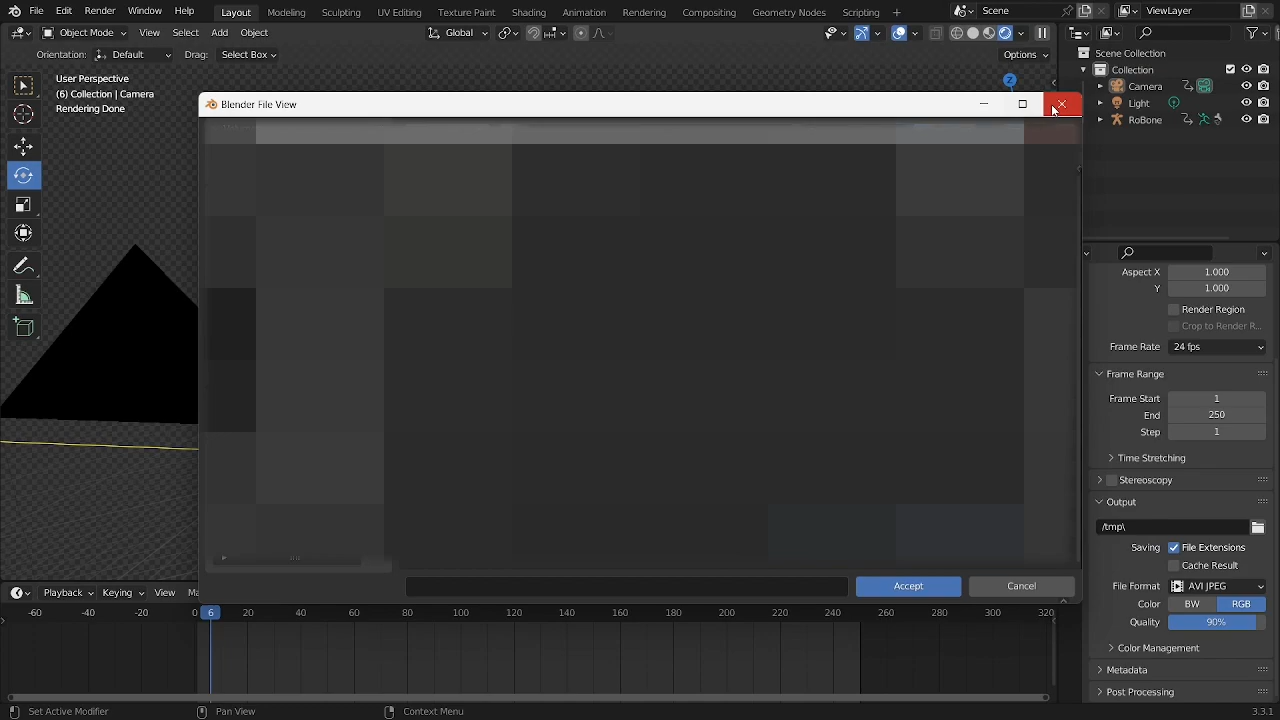 File Edit Render Window Help Layout Modeling Sculpting UV Editing Texture Paint Shading Animation Rendering Compositing Geometry Nodes Scripting + Scene ViewLayer
Object Mode View Select Add Object Global
Orientation: Default Drag: Select Box Options
User Perspective
(6) Collection | Camera
Rendering Done
Z
Scene Collection
Collection
Camera
Light
RoBone
Blender File View
Accept Cancel
Aspect X 1.000
Y 1.000
Render Region
Crop to Render R...
Frame Rate 24 fps
Frame Range
Frame Start 1
End 250
Step 1
Time Stretching
Stereoscopy
Output
/tmp\
Saving File Extensions
Cache Result
File Format AVI JPEG
Color BW RGB
Quality 90%
Color Management
Metadata
Post Processing
Playback Keying View Ma
-60 -40 -20 0 6 20 40 60 80 100 120 140 160 180 200 220 240 260 280 300 320
Set Active Modifier Pan View Context Menu 3.3.1